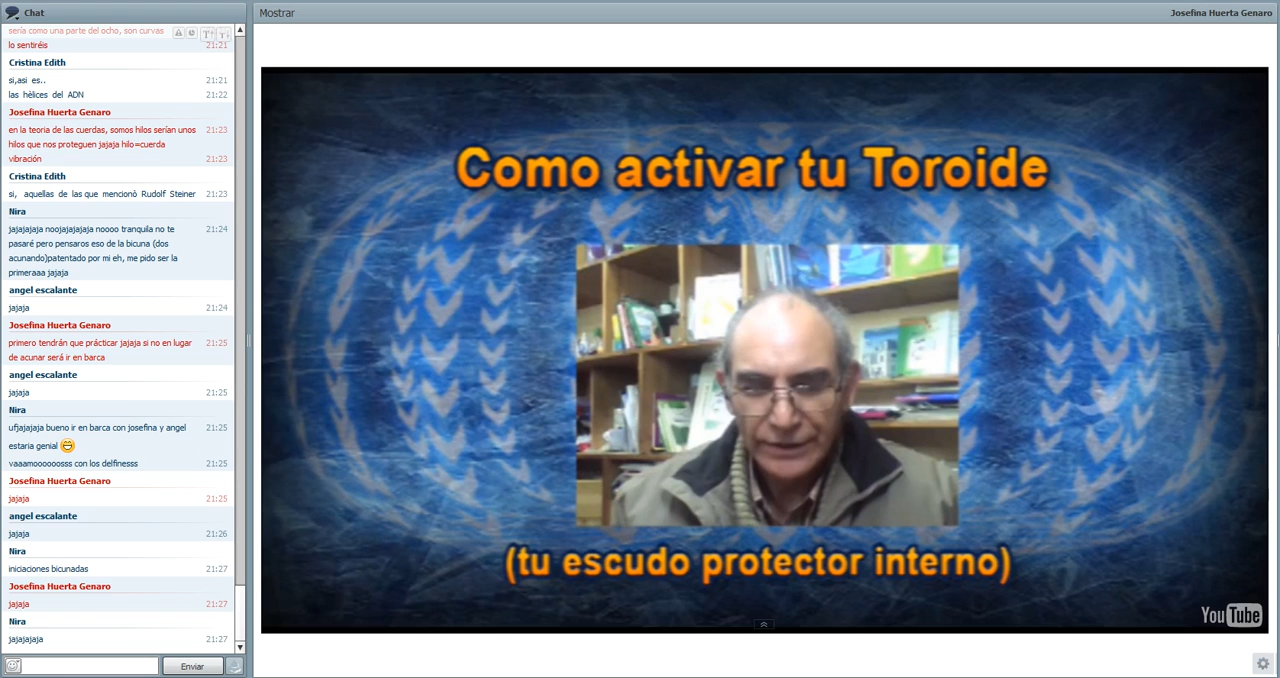 Chat
sería como una parte del ocho, son curvas
lo sentiréis 21:21
Cristina Edith
si,asi es.. 21:21
las hèlices del ADN 21:22
Josefina Huerta Genaro
en la teoria de las cuerdas, somos hilos serían unos 21:23
hilos que nos proteguen jajaja hilo=cuerda
vibración 21:23
Cristina Edith
si, aquellas de las que mencionò Rudolf Steiner 21:23
Nira
jajajajaja noojajajajaja noooo tranquila no te 21:24
pasaré pero pensaros eso de la bicuna (dos
acunando)patentado por mi eh, me pido ser la
primeraaa jajaja
angel escalante
jajaja 21:24
Josefina Huerta Genaro
primero tendrán que prácticar jajaja si no en lugar 21:25
de acunar será ir en barca
angel escalante
jajaja 21:25
Nira
ufjajajaja bueno ir en barca con josefina y angel 21:25
estaria genial
vaaamoooooosss con los delfinesss 21:25
Josefina Huerta Genaro
jajaja 21:25
angel escalante
jajaja 21:26
Nira
iniciaciones bicunadas 21:27
Josefina Huerta Genaro
jajaja 21:27
Nira
jajajajaja 21:27
Enviar
Mostrar
Josefina Huerta Genaro
Como activar tu Toroide
(tu escudo protector interno)
YouTube